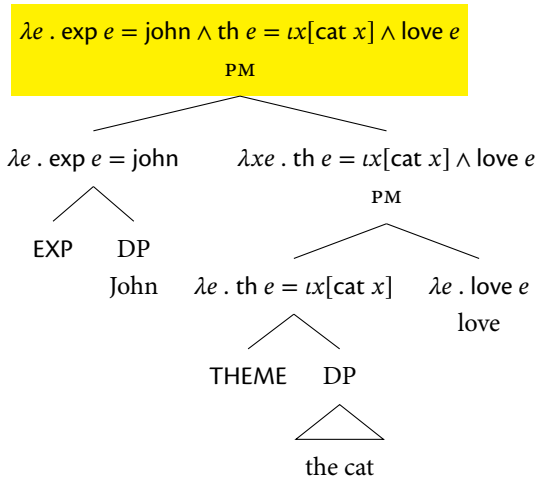 λe . exp e = john ∧ th e = ιx[cat x] ∧ love e
PM
λe . exp e = john
λxe . th e = ιx[cat x] ∧ love e
PM
EXP
DP
John
λe . th e = ιx[cat x]
λe . love e
love
THEME
DP
the cat